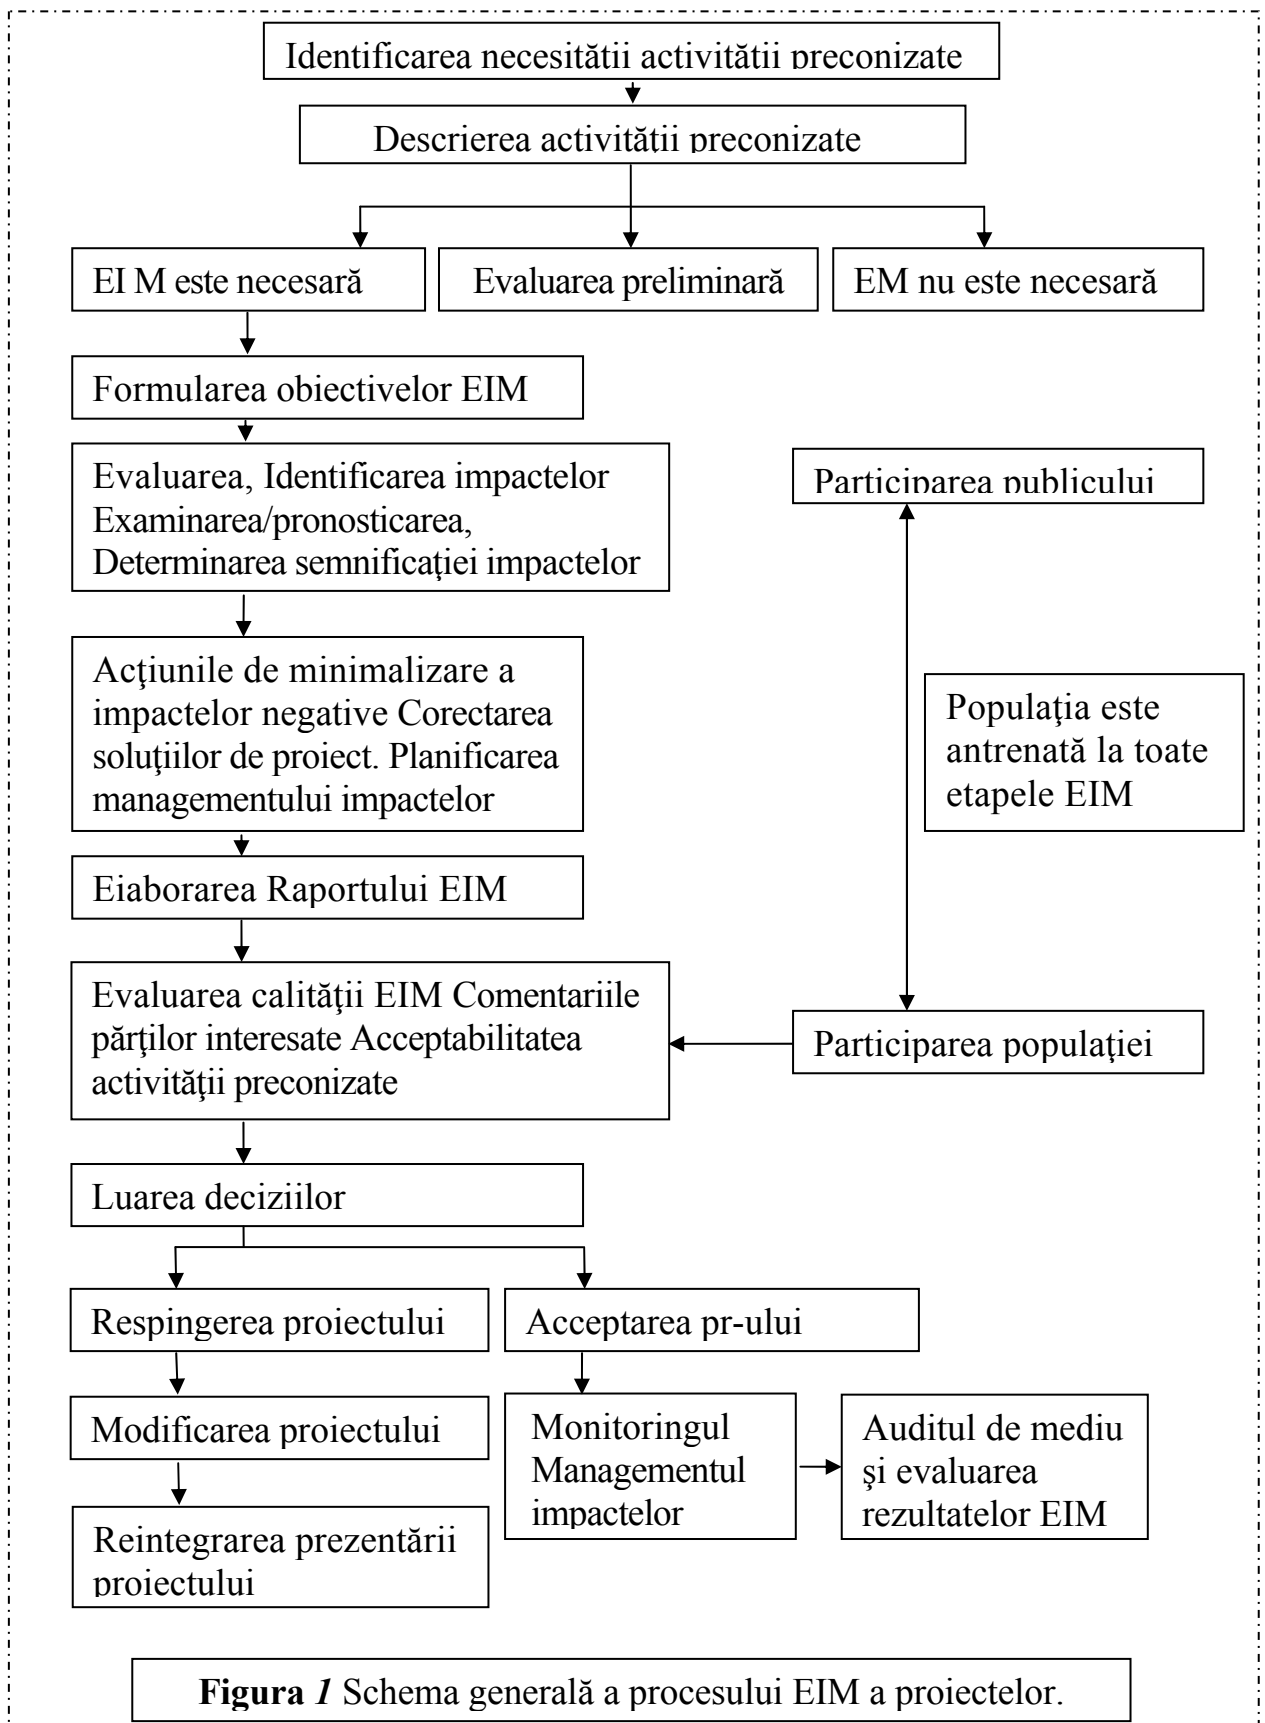 Identificarea necesităţii activităţii preconizate
Descrierea activităţii preconizate
EI M este necesară
Evaluarea preliminară
EM nu este necesară
Formularea obiectivelor EIM
Evaluarea, Identificarea impactelor
Examinarea/pronosticarea,
Determinarea semnificaţiei impactelor
Participarea publicului
Acţiunile de minimalizare a
impactelor negative Corectarea
soluţiilor de proiect. Planificarea
managementului impactelor
Populaţia este
antrenată la toate
etapele EIM
Eiaborarea Raportului EIM
Evaluarea calităţii EIM Comentariile
părţilor interesate Acceptabilitatea
activităţii preconizate
Participarea populaţiei
Luarea deciziilor
Respingerea proiectului
Acceptarea pr-ului
Modificarea proiectului
Monitoringul
Managementul
impactelor
Auditul de mediu
şi evaluarea
rezultatelor EIM
Reintegrarea prezentării
proiectului
Figura 1 Schema generală a procesului EIM a proiectelor.